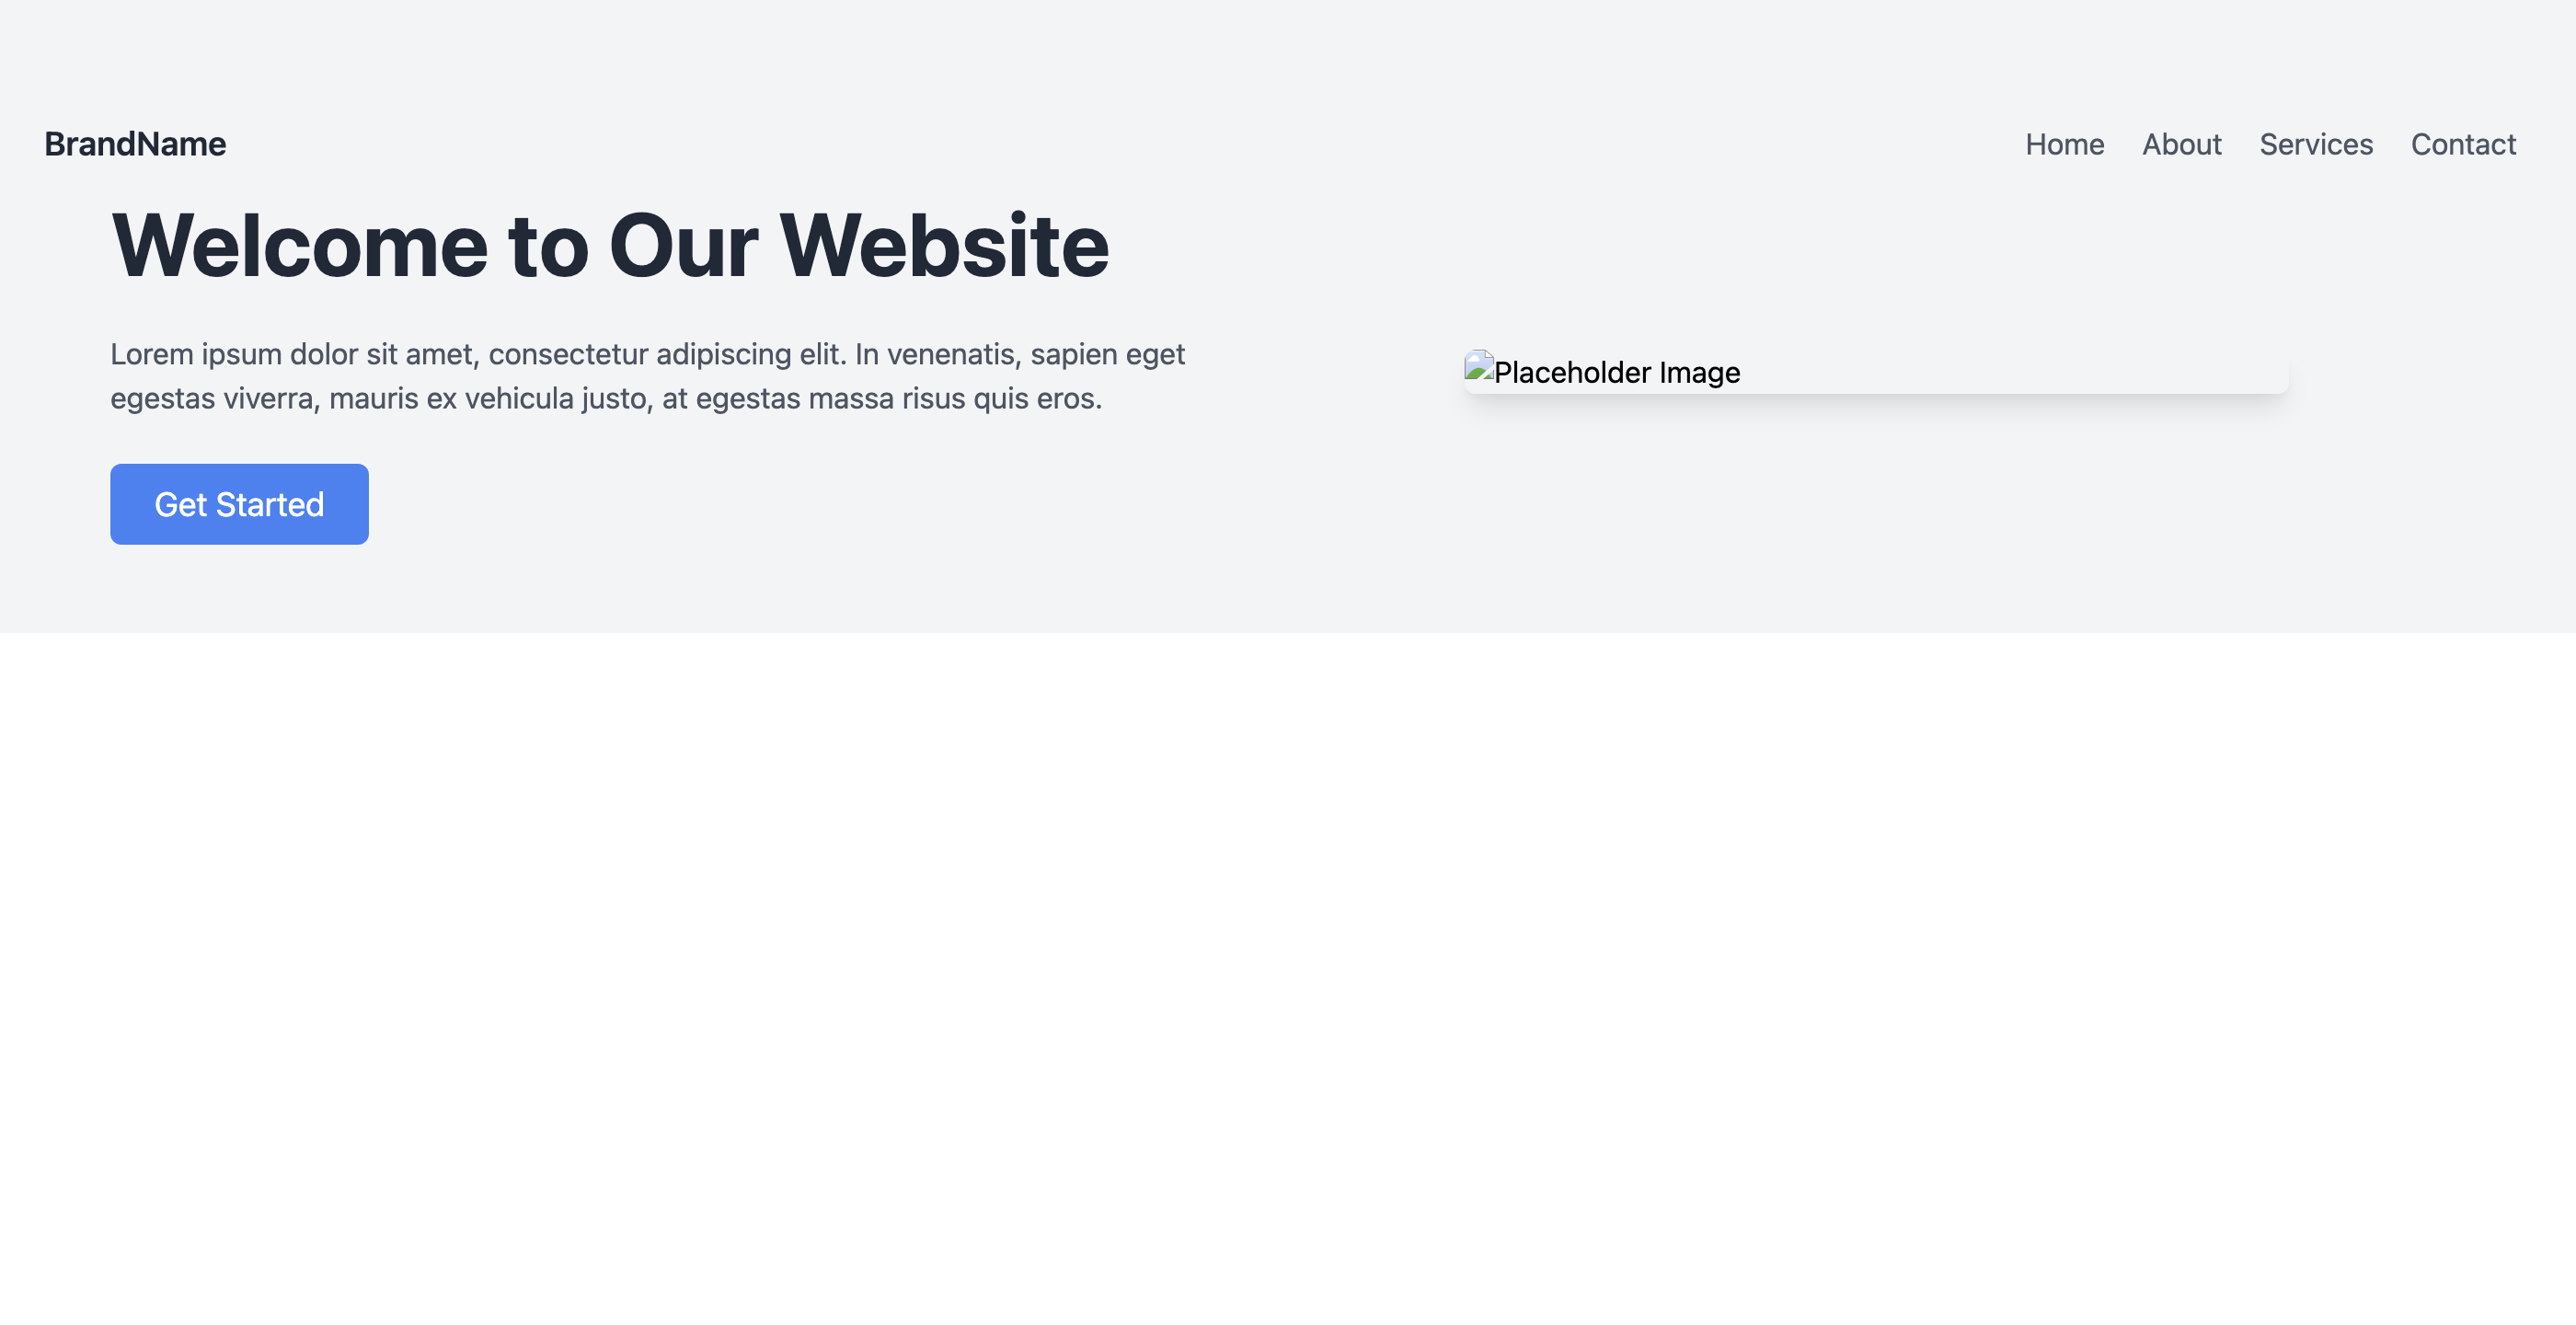 BrandName
Home About Services Contact
Welcome to Our Website
Lorem ipsum dolor sit amet, consectetur adipiscing elit. In venenatis, sapien eget
egestas viverra, mauris ex vehicula justo, at egestas massa risus quis eros.
Placeholder Image
Get Started